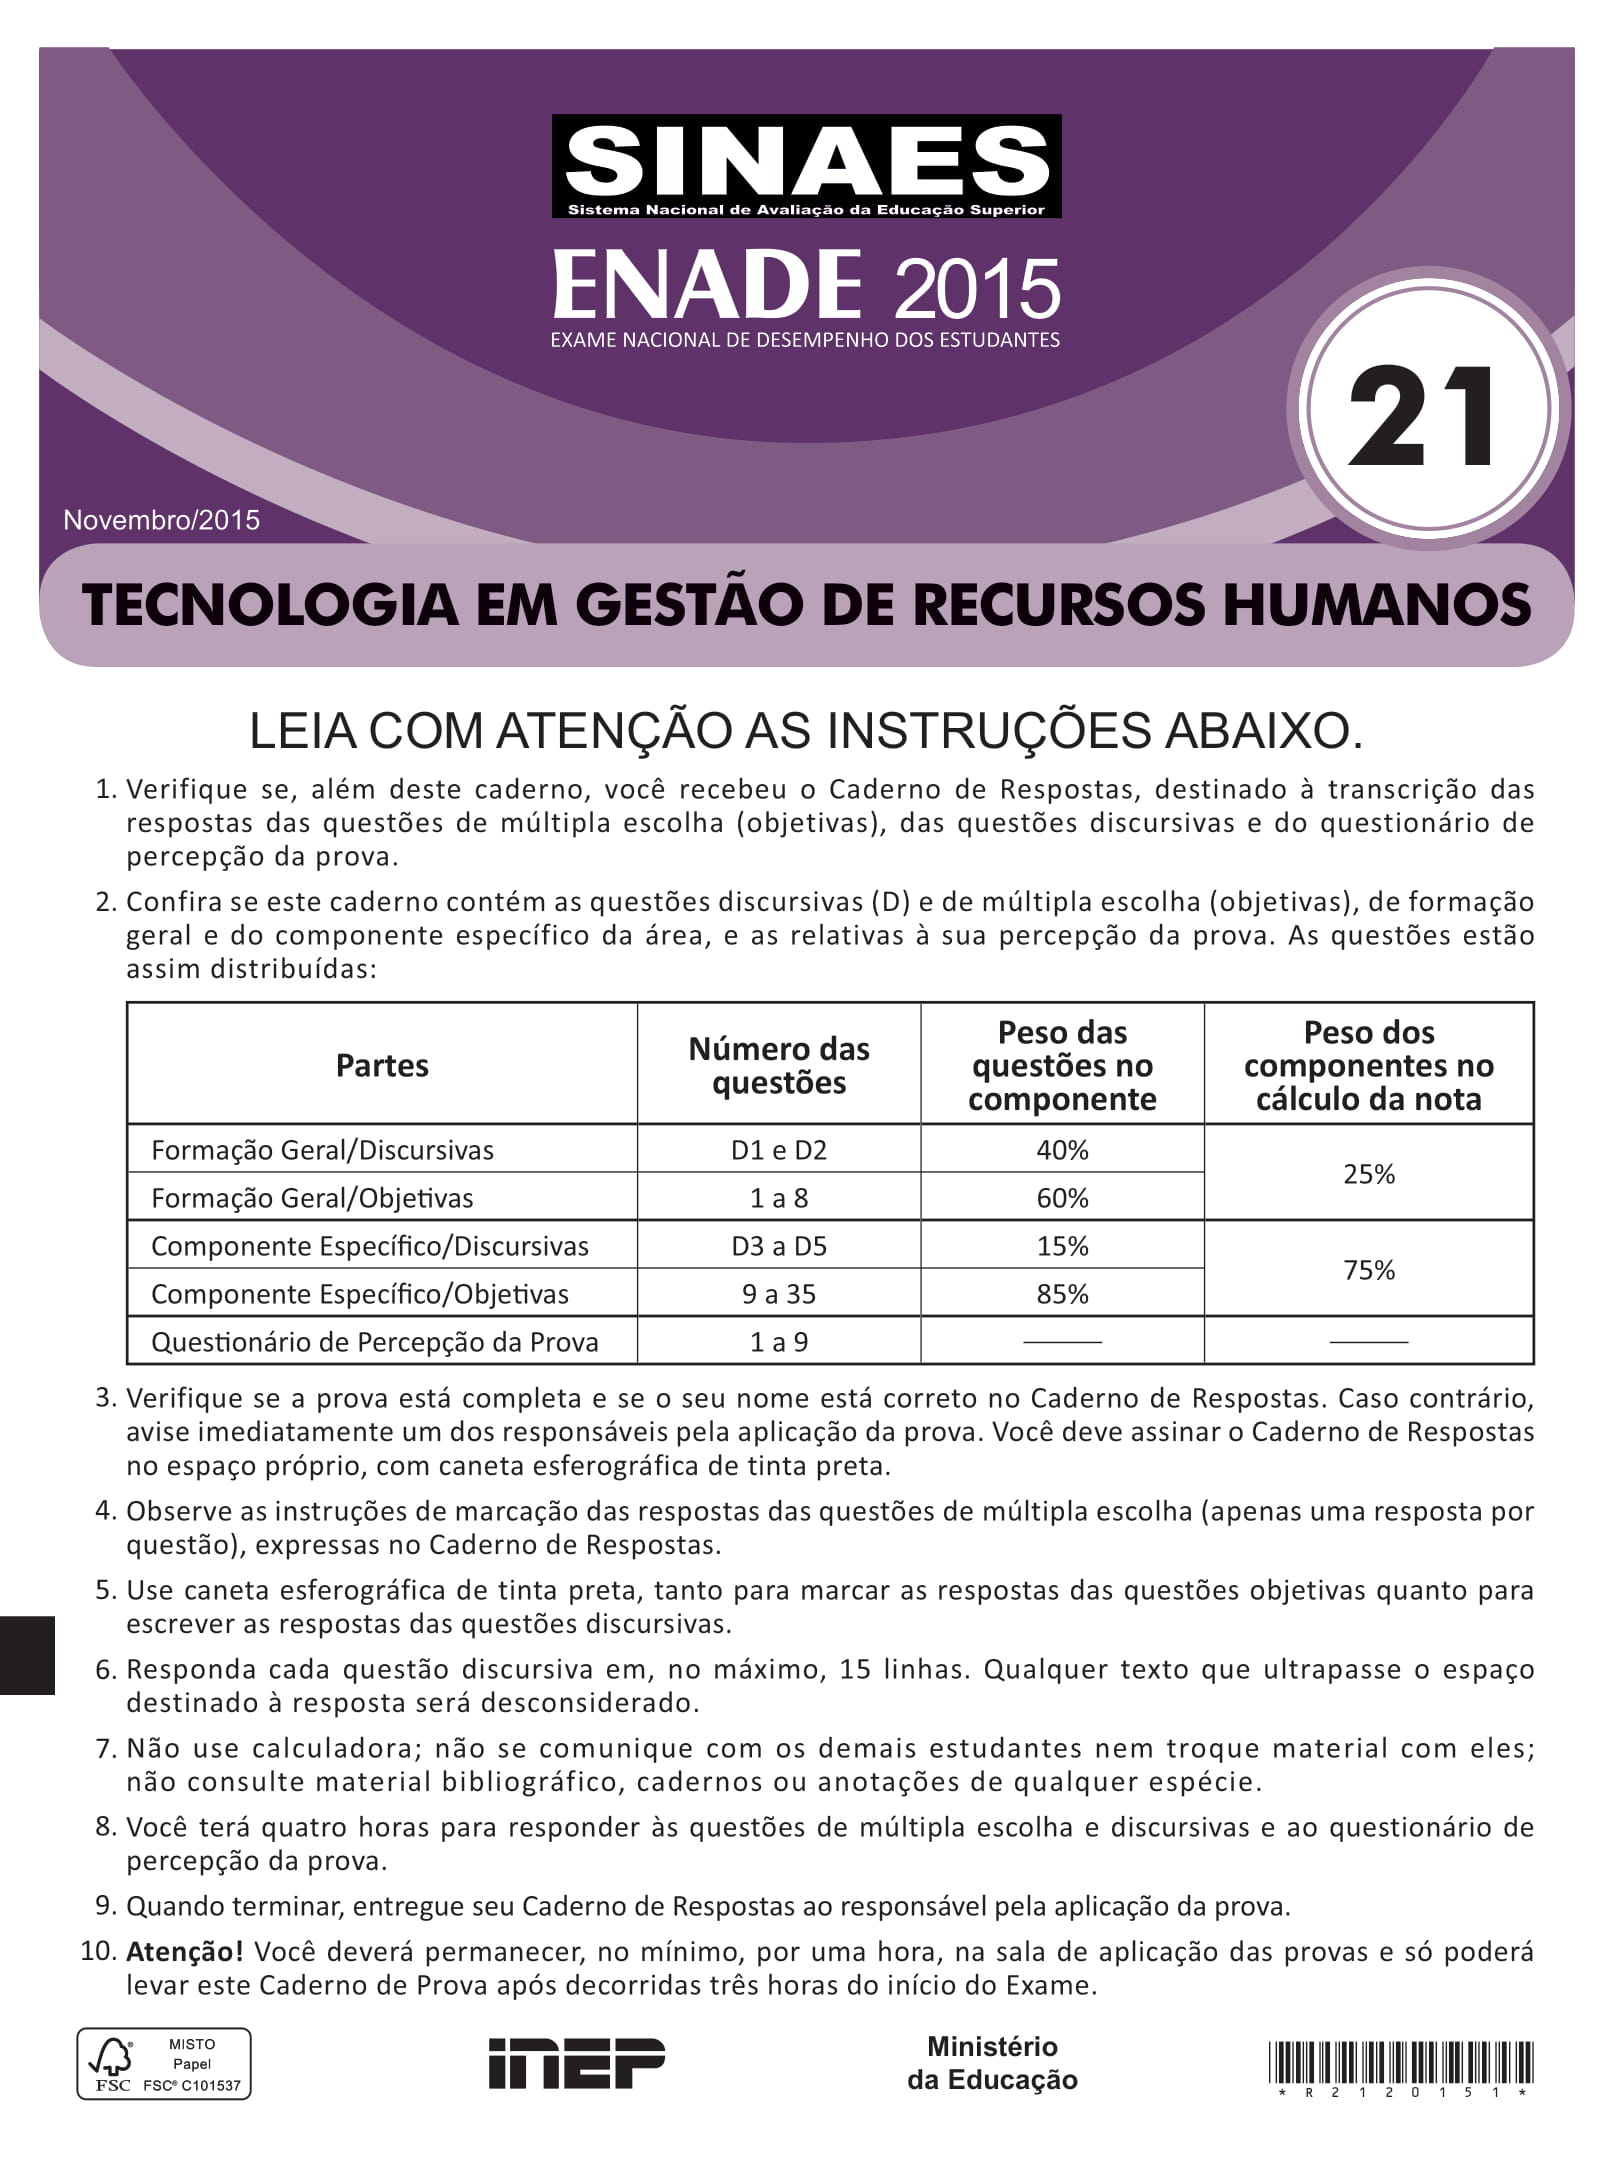 SINAES
Sistema Nacional de Avaliação da Educação Superior
ENADE 2015
EXAME NACIONAL DE DESEMPENHO DOS ESTUDANTES
21
Novembro/2015
TECNOLOGIA EM GESTÃO DE RECURSOS HUMANOS
LEIA COM ATENÇÃO AS INSTRUÇÕES ABAIXO.
1. Verifique se, além deste caderno, você recebeu o Caderno de Respostas, destinado à transcrição das
respostas das questões de múltipla escolha (objetivas), das questões discursivas e do questionário de
percepção da prova.
2. Confira se este caderno contém as questões discursivas (D) e de múltipla escolha (objetivas), de formação
geral e do componente específico da área, e as relativas à sua percepção da prova. As questões estão
assim distribuídas:
Partes
Número das
questões
Peso das
questões no
componente
Peso dos
componentes no
cálculo da nota
Formação Geral/Discursivas D1 e D2 40%
25%
Formação Geral/Objetivas 1 a 8 60%
Componente Específico/Discursivas D3 a D5 15%
75%
Componente Específico/Objetivas 9 a 35 85%
Questionário de Percepção da Prova 1 a 9
3. Verifique se a prova está completa e se o seu nome está correto no Caderno de Respostas. Caso contrário,
avise imediatamente um dos responsáveis pela aplicação da prova. Você deve assinar o Caderno de Respostas
no espaço próprio, com caneta esferográfica de tinta preta.
4. Observe as instruções de marcação das respostas das questões de múltipla escolha (apenas uma resposta por
questão), expressas no Caderno de Respostas.
5. Use caneta esferográfica de tinta preta, tanto para marcar as respostas das questões objetivas quanto para
escrever as respostas das questões discursivas.
6. Responda cada questão discursiva em, no máximo, 15 linhas. Qualquer texto que ultrapasse o espaço
destinado à resposta será desconsiderado.
7. Não use calculadora; não se comunique com os demais estudantes nem troque material com eles;
não consulte material bibliográfico, cadernos ou anotações de qualquer espécie.
8. Você terá quatro horas para responder às questões de múltipla escolha e discursivas e ao questionário de
percepção da prova.
9. Quando terminar, entregue seu Caderno de Respostas ao responsável pela aplicação da prova.
10. Atenção! Você deverá permanecer, no mínimo, por uma hora, na sala de aplicação das provas e só poderá
levar este Caderno de Prova após decorridas três horas do início do Exame.
MISTO
Papel
FSC® C101537
® FSC
INEP
Ministério
da Educação
* R 2 1 2 0 1 5 1 *